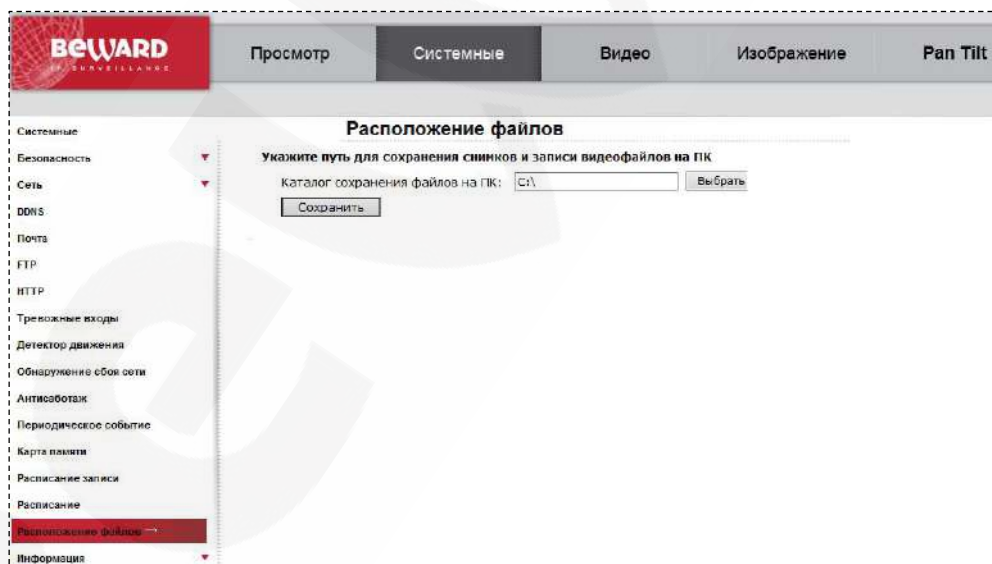 BEWARD
IP SURVEILLANCE
Просмотр
Системные
Видео
Изображение
Pan Tilt
Расположение файлов
Укажите путь для сохранения снимков и записи видеофайлов на ПК
Каталог сохранения файлов на ПК: C:\ Выбрать
Сохранить
Системные
Безопасность
Сеть
DDNS
Почта
FTP
HTTP
Тревожные входы
Детектор движения
Обнаружение сбоя сети
Антисаботаж
Периодическое событие
Карта памяти
Расписание записи
Расписание
Расположение файлов →
Информация